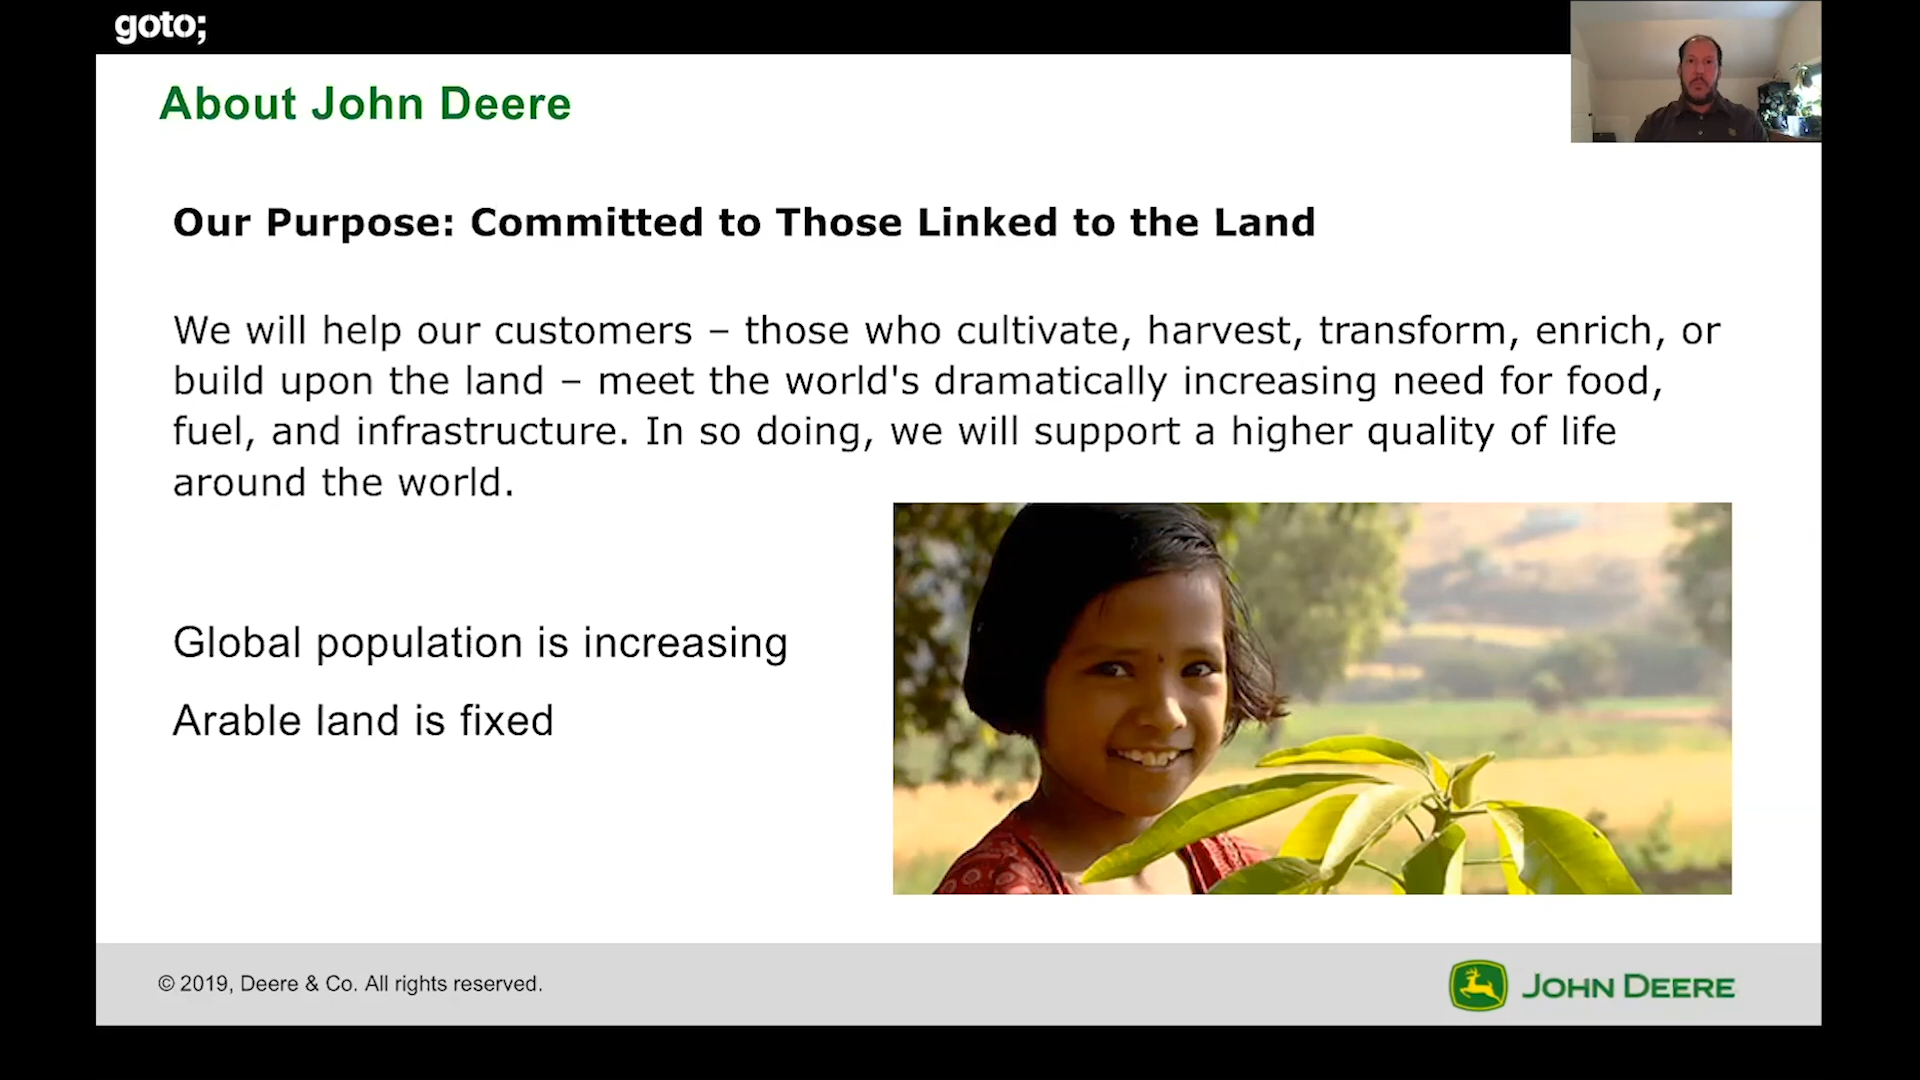 goto;
About John Deere
Our Purpose: Committed to Those Linked to the Land
We will help our customers – those who cultivate, harvest, transform, enrich, or
build upon the land – meet the world's dramatically increasing need for food,
fuel, and infrastructure. In so doing, we will support a higher quality of life
around the world.
Global population is increasing
Arable land is fixed
© 2019, Deere & Co. All rights reserved.
JOHN DEERE